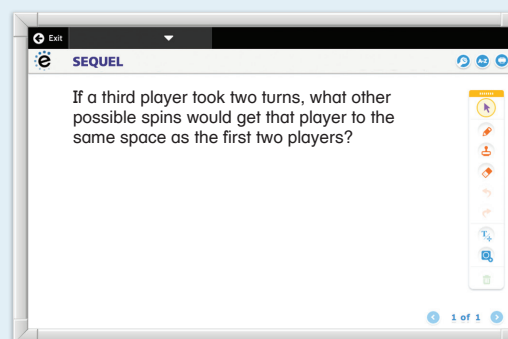 Exit
ë SEQUEL
A-Z
If a third player took two turns, what other
possible spins would get that player to the
same space as the first two players?
T
1 of 1